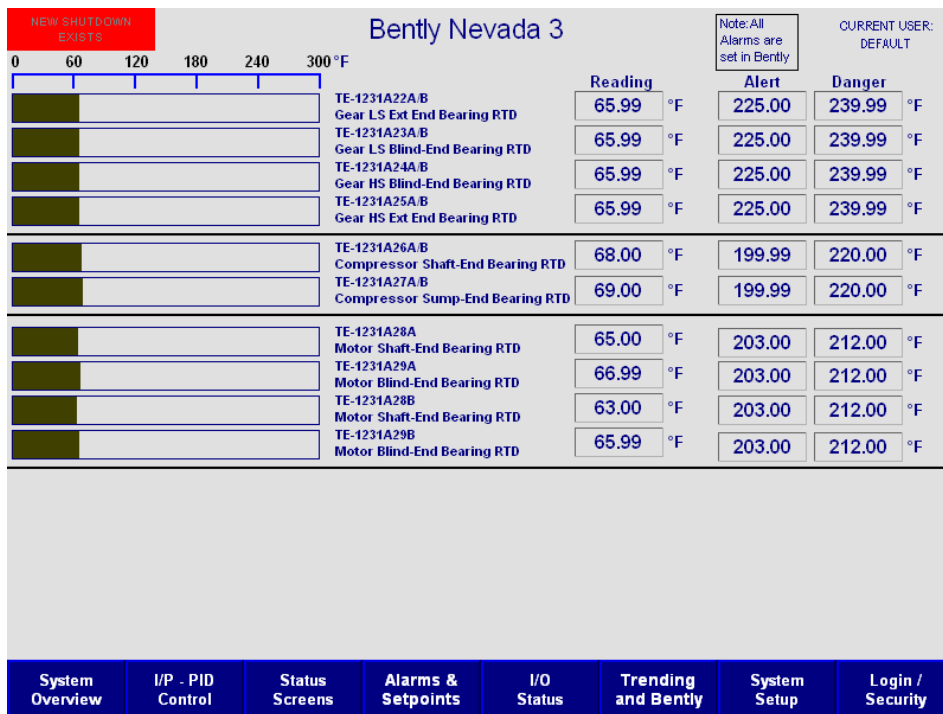 NEW SHUTDOWN
EXISTS
Bently Nevada 3
Note:All
Alarms are
set in Bently
CURRENT USER:
DEFAULT
0 60 120 180 240 300 °F
Reading Alert Danger
TE-1231A22A/B
Gear LS Ext End Bearing RTD
65.99 °F 225.00 239.99 °F
TE-1231A23A/B
Gear LS Blind-End Bearing RTD
65.99 °F 225.00 239.99 °F
TE-1231A24A/B
Gear HS Blind-End Bearing RTD
65.99 °F 225.00 239.99 °F
TE-1231A25A/B
Gear HS Ext End Bearing RTD
65.99 °F 225.00 239.99 °F
TE-1231A26A/B
Compressor Shaft-End Bearing RTD
68.00 °F 199.99 220.00 °F
TE-1231A27A/B
Compressor Sump-End Bearing RTD
69.00 °F 199.99 220.00 °F
TE-1231A28A
Motor Shaft-End Bearing RTD
65.00 °F 203.00 212.00 °F
TE-1231A29A
Motor Blind-End Bearing RTD
66.99 °F 203.00 212.00 °F
TE-1231A28B
Motor Shaft-End Bearing RTD
63.00 °F 203.00 212.00 °F
TE-1231A29B
Motor Blind-End Bearing RTD
65.99 °F 203.00 212.00 °F
System
Overview
I/P - PID
Control
Status
Screens
Alarms &
Setpoints
I/O
Status
Trending
and Bently
System
Setup
Login /
Security